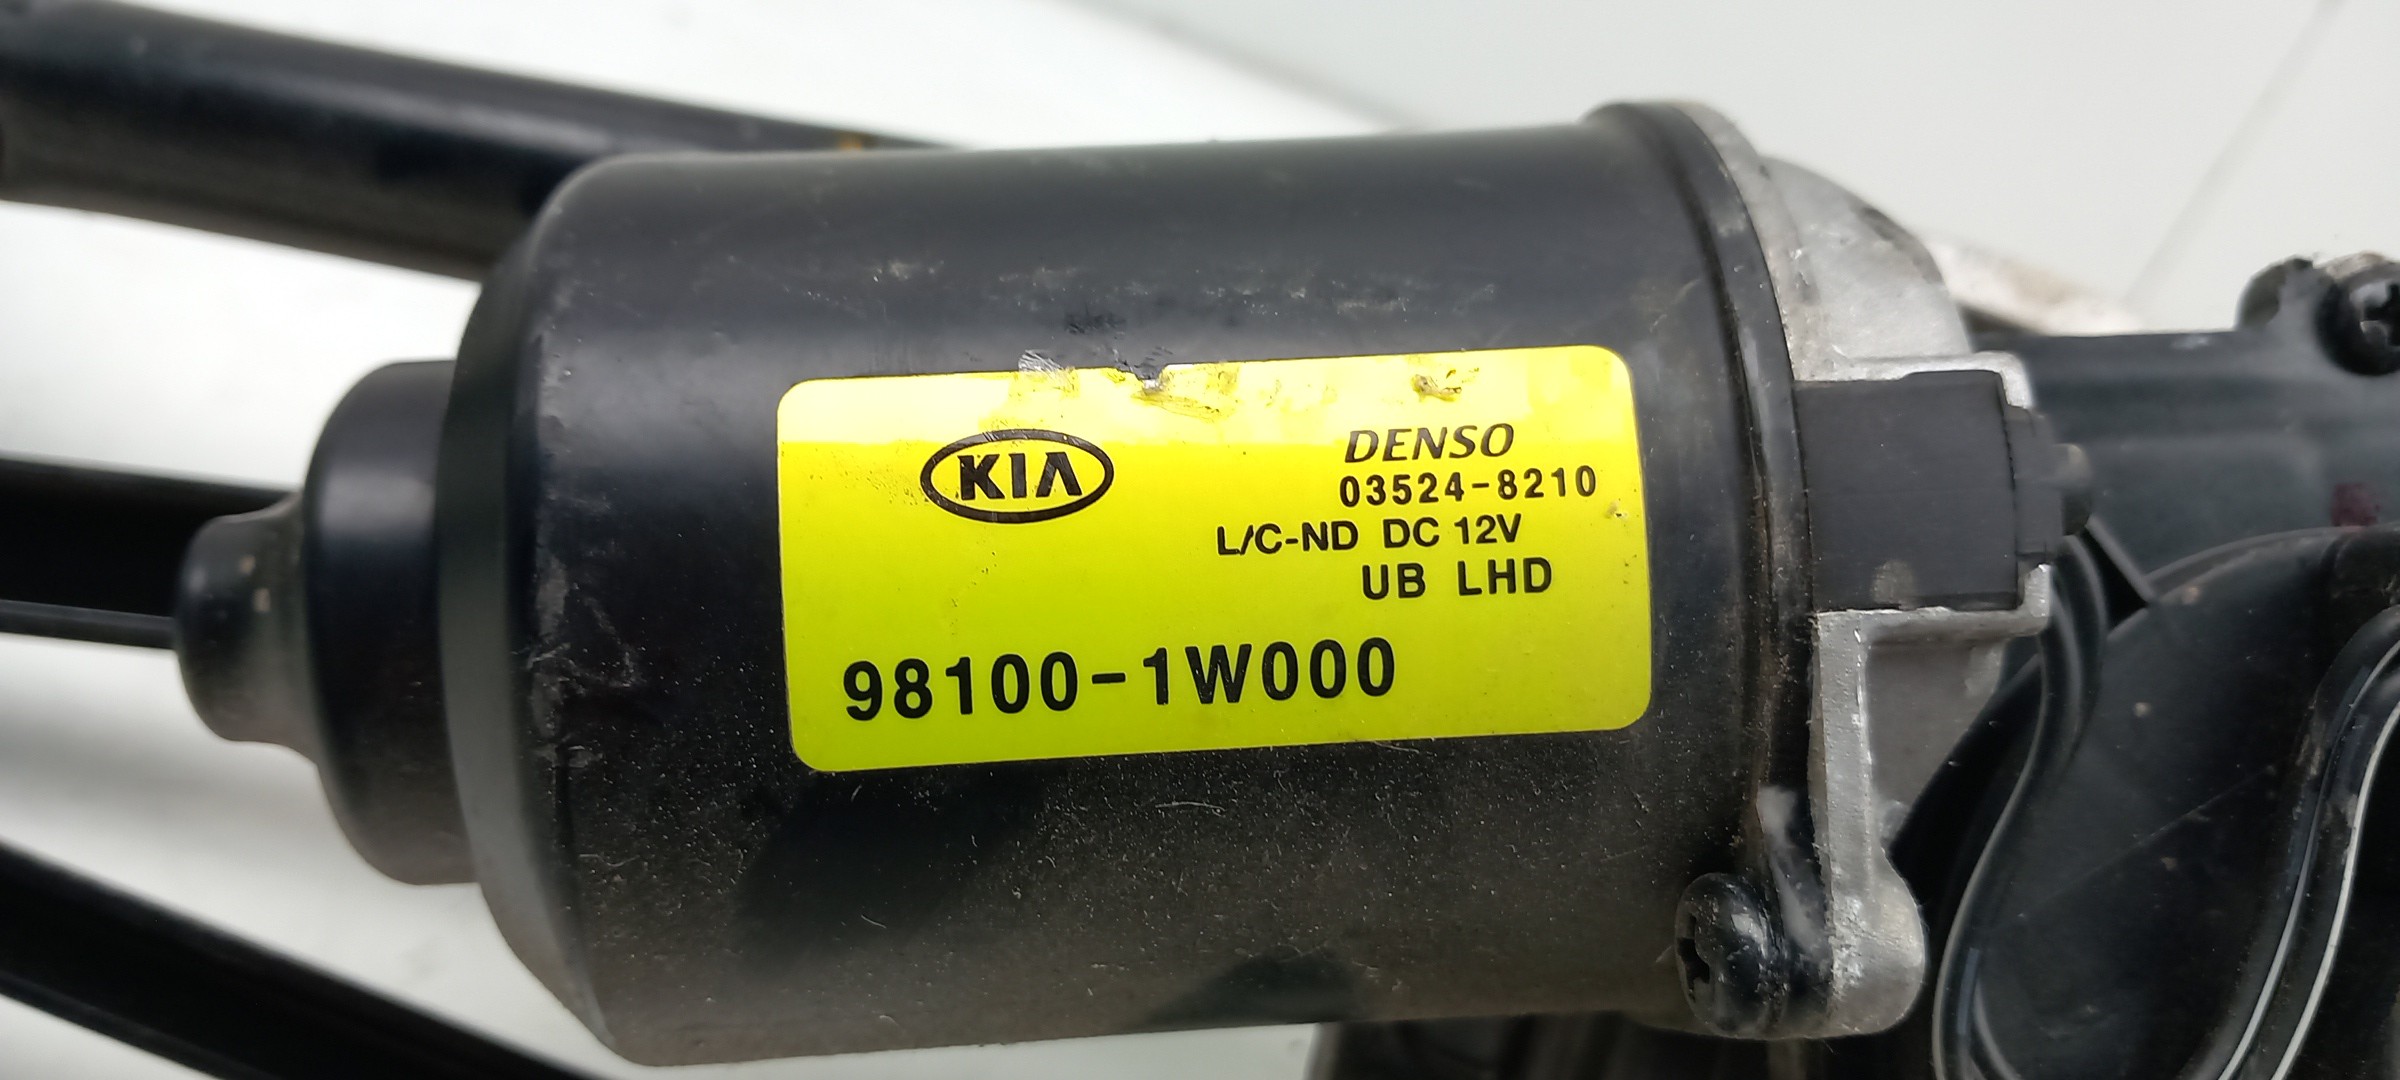 KIA
DENSO
03524-8210
L/C-ND DC 12V
UB LHD
98100-1W000